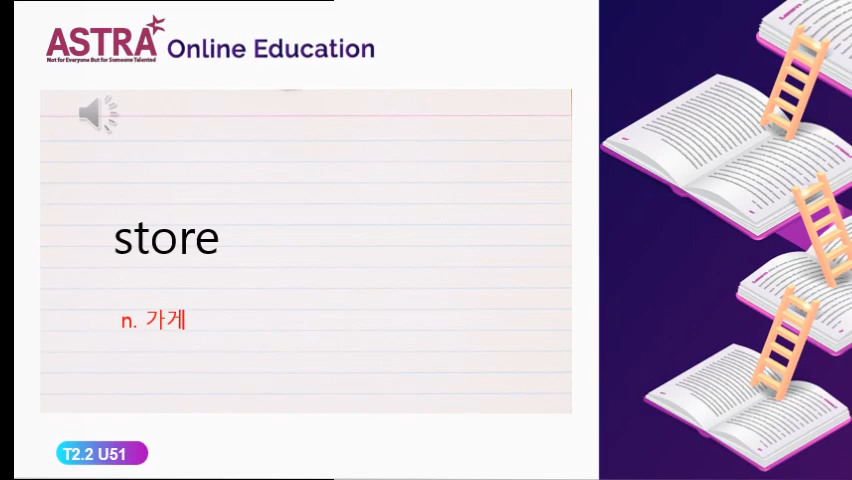 ASTRA Online Education
Not for Everyone But for Someone Talented
store
n. 가게
T2.2 U51